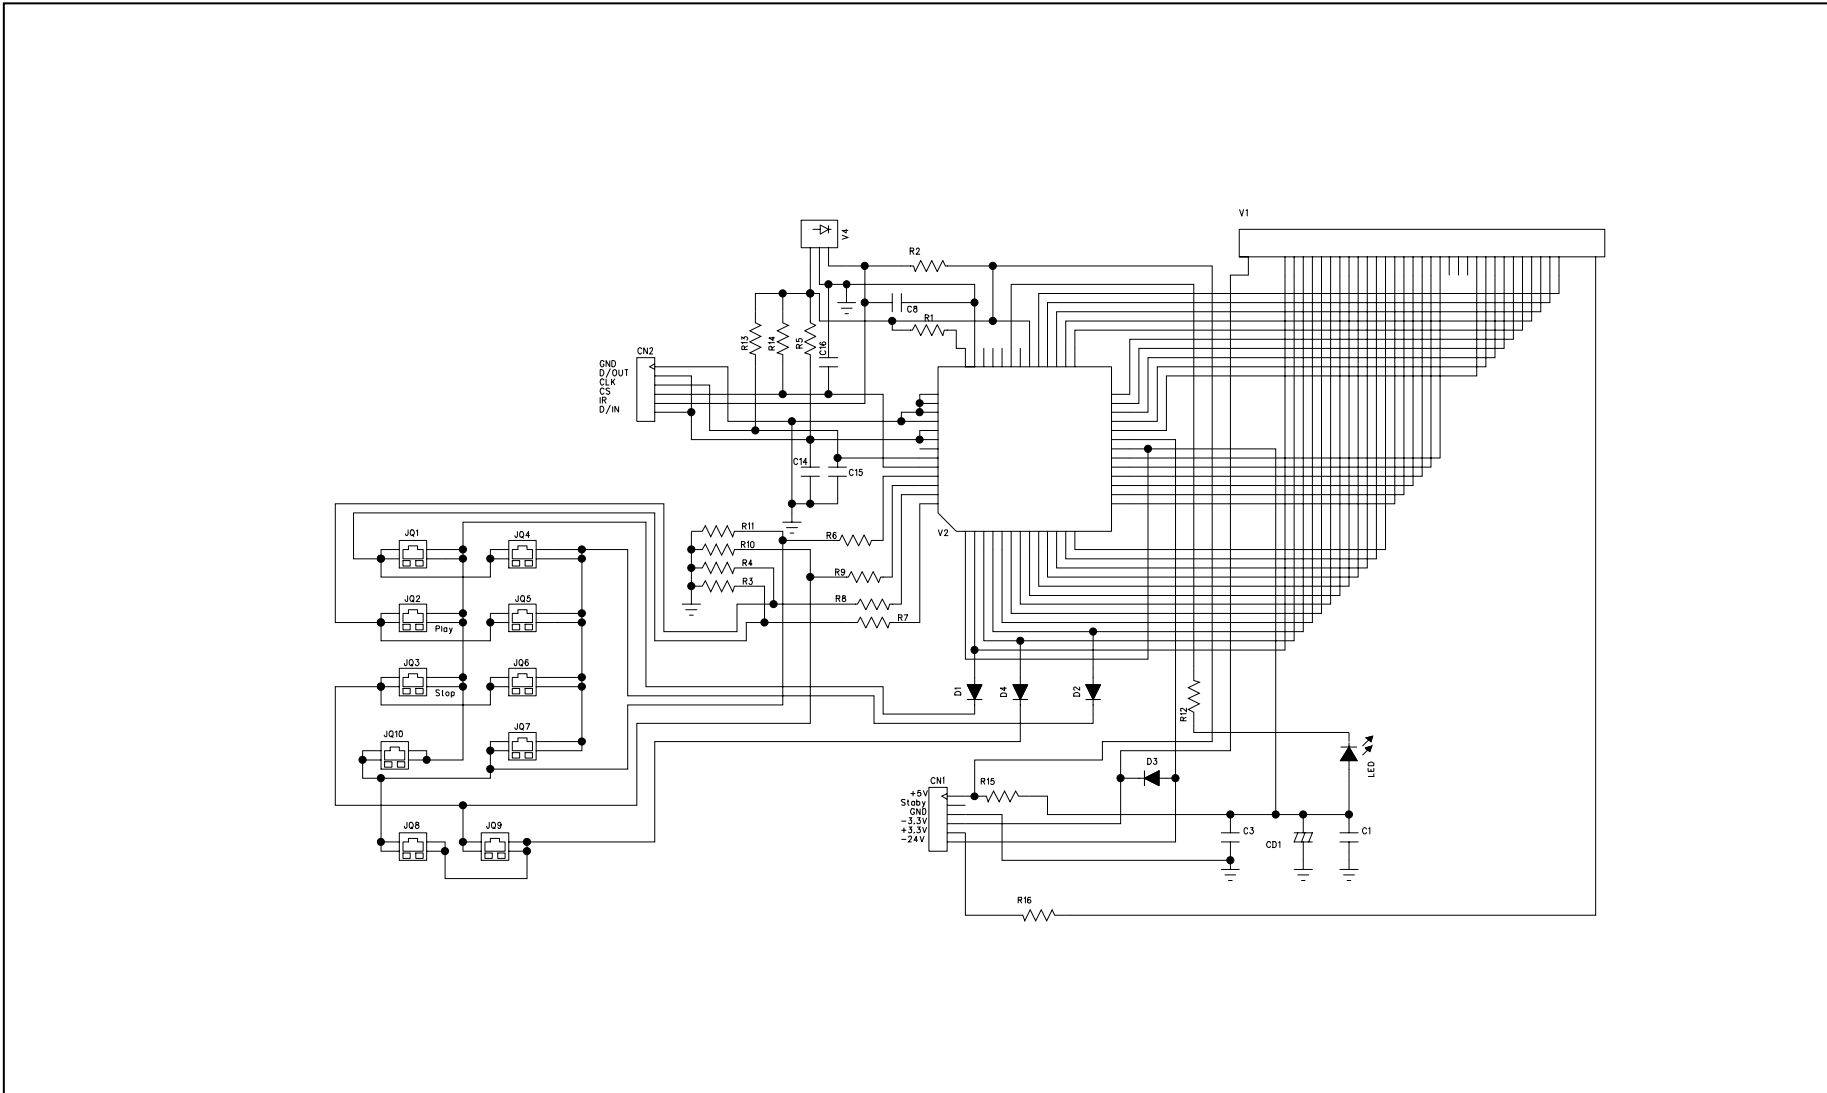 V1
V4
R2
C8
R1
R13
R14
R5
C16
CN2
GND
D/OUT
CLK
CS
IR
D/IN
C14
C15
V2
R11
R6
R10
R4
R9
R3
R8
R7
JQ1
JQ4
JQ2
JQ5
Play
JQ3
JQ6
Stop
JQ10
JQ7
JQ8
JQ9
D1
D4
D2
R12
LED
D3
CN1
R15
+5V
Staby
GND
-3.3V
+3.3V
-24V
C3
CD1
C1
R16